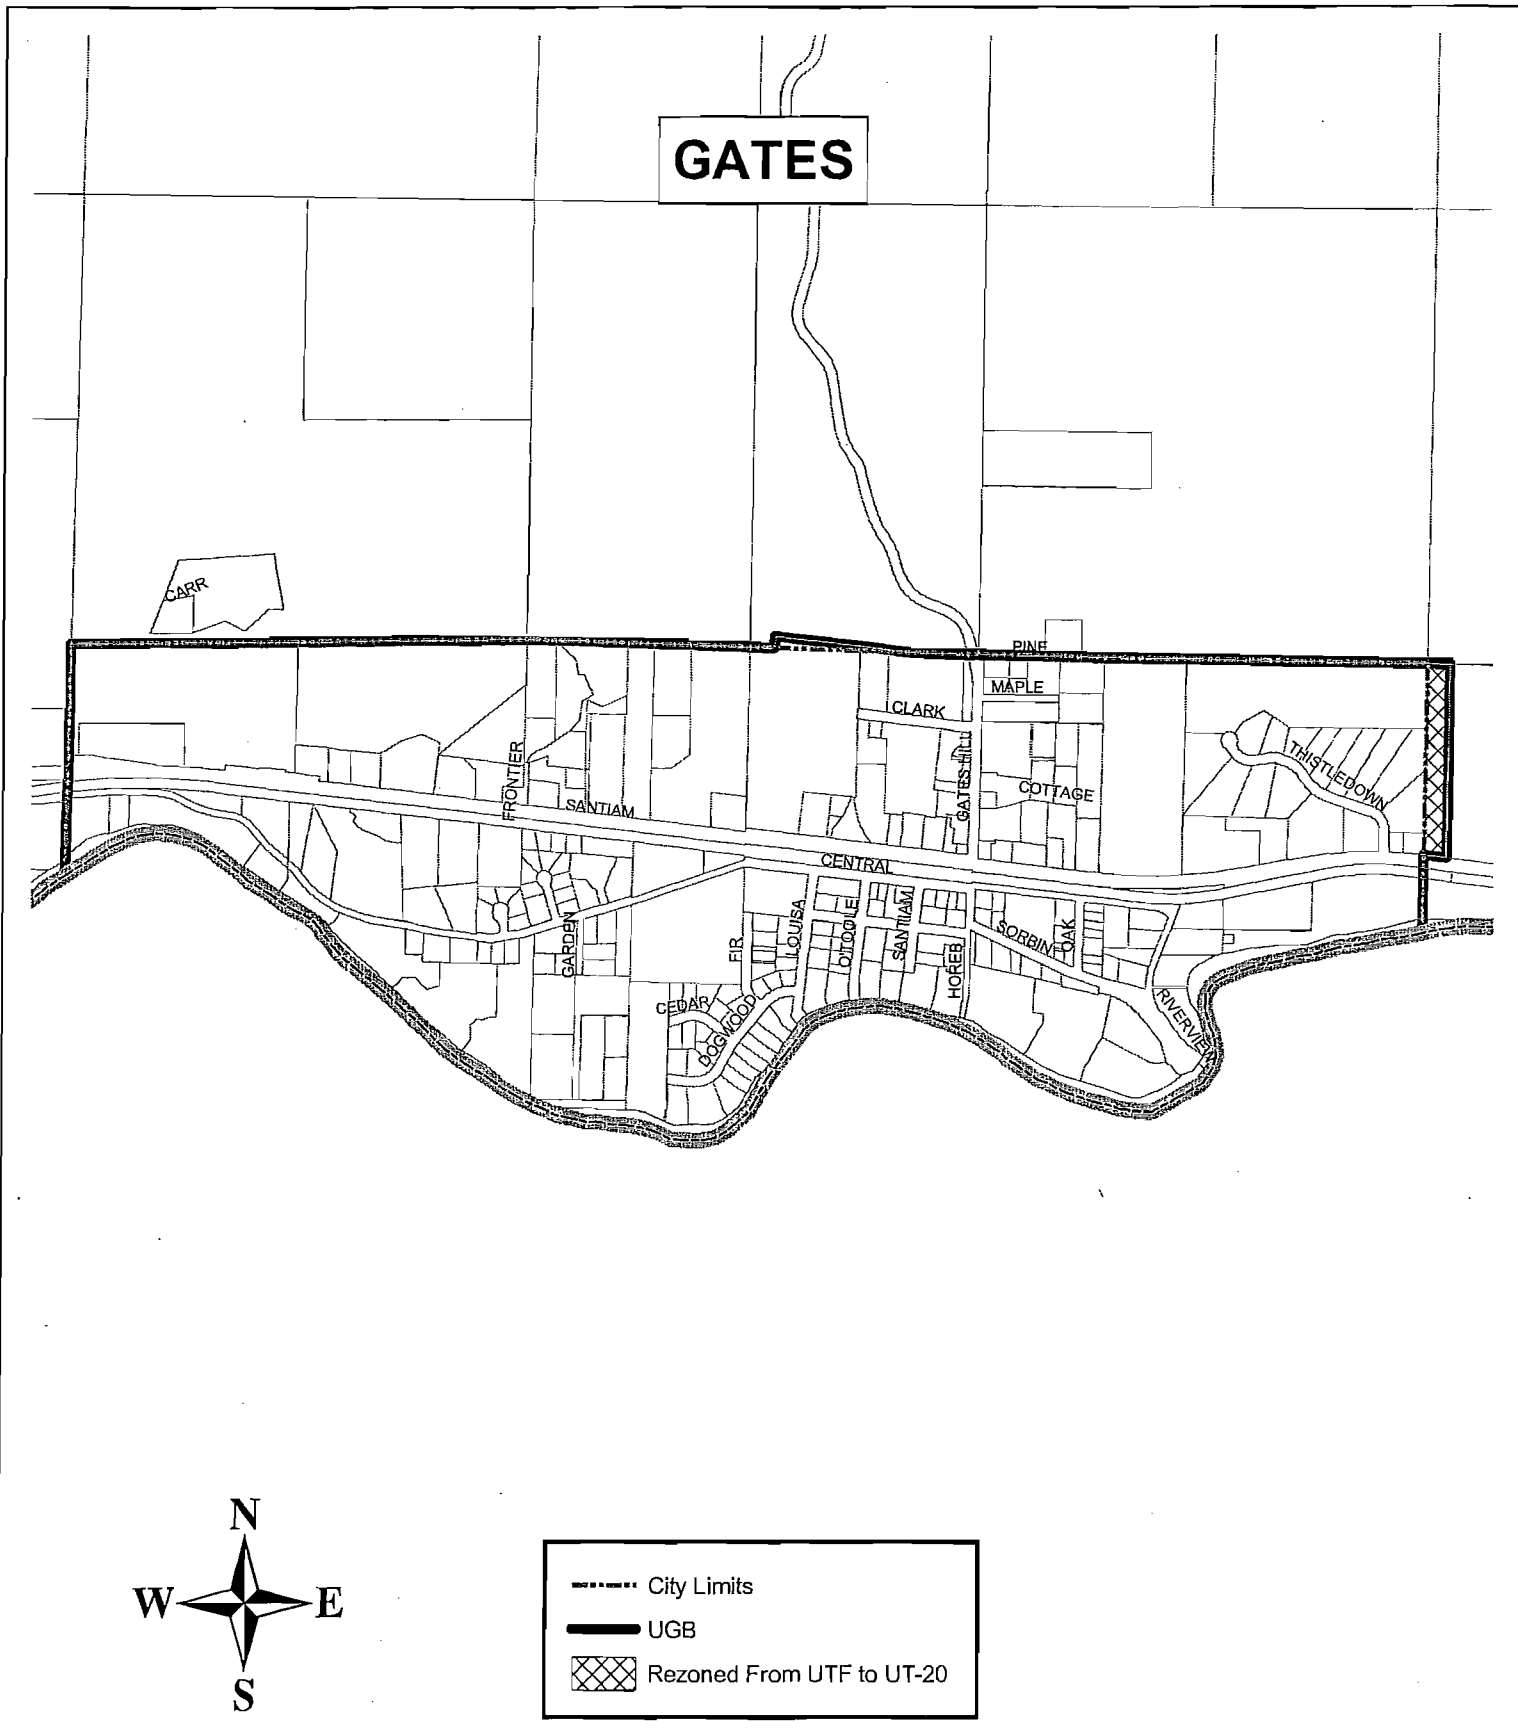 GATES
CARR
PINE
MAPLE
CLARK
FRONTIER
GATES HILL
THISTLEDOWN
COTTAGE
SANTIAM
CENTRAL
GARDEN
FIR
LOUISA
O'TOOLE
SANTIAM
HOREB
SORBIN
OAK
CEDAR
DOGWOOD
RIVERVIEW
N
W E
S
City Limits
UGB
Rezoned From UTF to UT-20